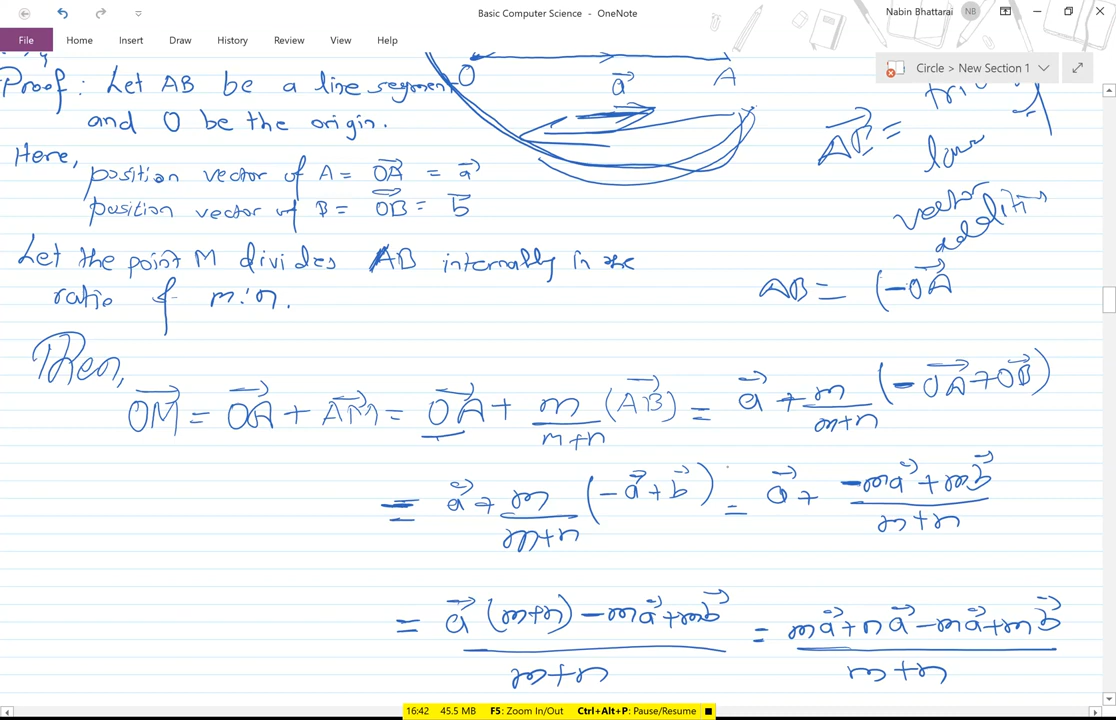 Basic Computer Science - OneNote
Nabin Bhattarai NB
File Home Insert Draw History Review View Help
Circle > New Section 1
Proof: Let AB be a line segment
and O be the origin.
O A
a⃗
Here,
position vector of A = OA⃗ = a⃗
position vector of B = OB⃗ = b⃗
AB⃗ =
law
vector
addition
Let the point M divides AB internally in the
ratio of m:n.
AB = (-OA⃗
Then,
OM⃗ = OA⃗ + AM⃗ = OA⃗ + m/(m+n) (AB⃗) = a⃗ + m/(m+n) (-OA⃗ + OB⃗)
= a⃗ + m/(m+n) (-a⃗ + b⃗) = a⃗ + (-ma⃗ + mb⃗)/(m+n)
= (a⃗ (m+n) - ma⃗ + mb⃗)/(m+n) = (ma⃗ + na⃗ - ma⃗ + mb⃗)/(m+n)
16:42 45.5 MB F5: Zoom In/Out Ctrl+Alt+P: Pause/Resume